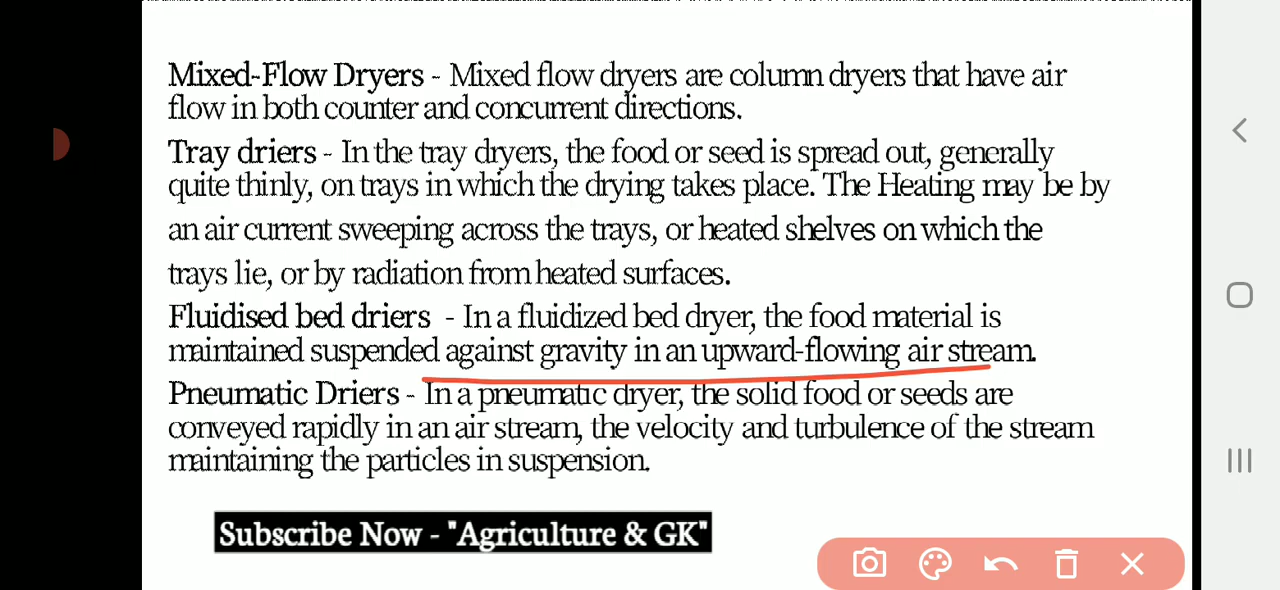 Mixed-Flow Dryers - Mixed flow dryers are column dryers that have air
flow in both counter and concurrent directions.
Tray driers - In the tray dryers, the food or seed is spread out, generally
quite thinly, on trays in which the drying takes place. The Heating may be by
an air current sweeping across the trays, or heated shelves on which the
trays lie, or by radiation from heated surfaces.
Fluidised bed driers - In a fluidized bed dryer, the food material is
maintained suspended against gravity in an upward-flowing air stream.
Pneumatic Driers - In a pneumatic dryer, the solid food or seeds are
conveyed rapidly in an air stream, the velocity and turbulence of the stream
maintaining the particles in suspension.
Subscribe Now - "Agriculture & GK"